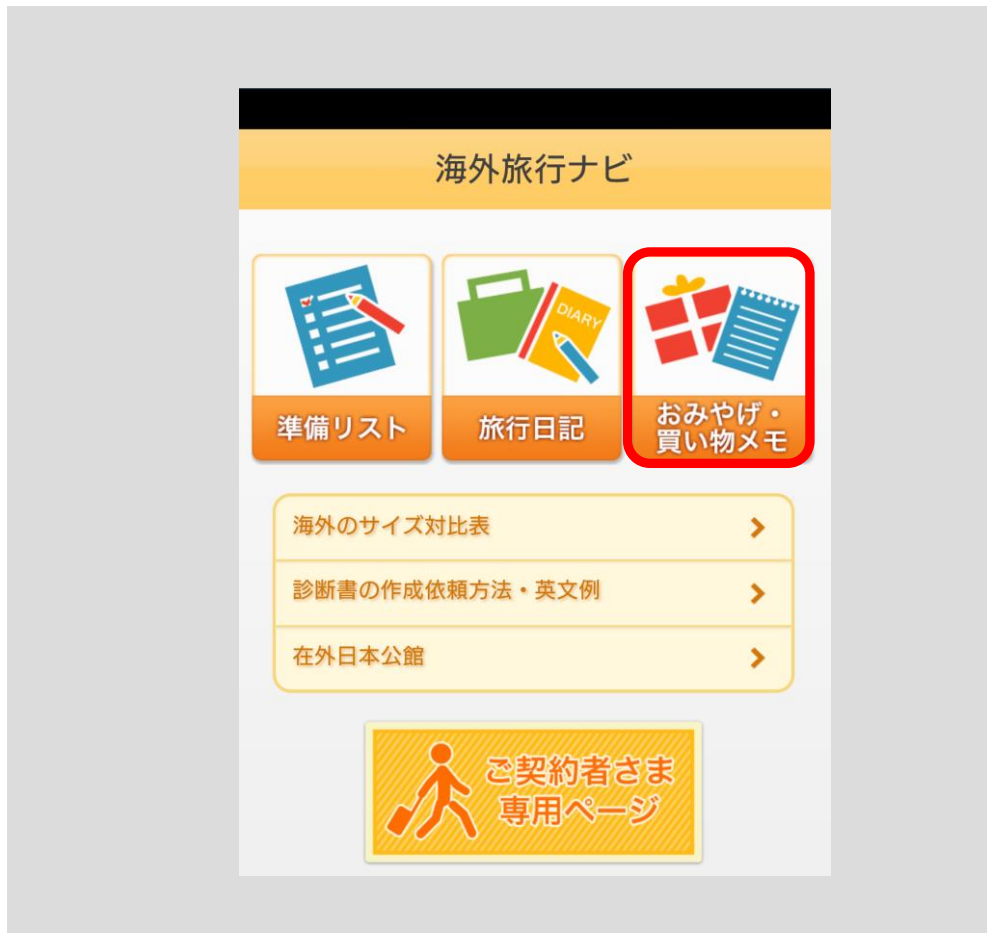 海外旅行ナビ
DIARY
準備リスト
旅行日記
おみやげ・
買い物メモ
海外のサイズ対比表
診断書の作成依頼方法・英文例
在外日本公館
ご契約者さま
専用ページ